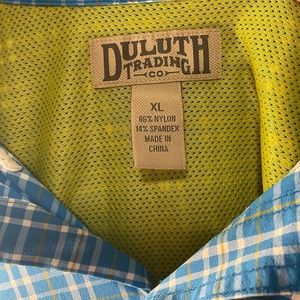 DULUTH
TRADING
CO
XL
86% NYLON
14% SPANDEX
MADE IN
CHINA